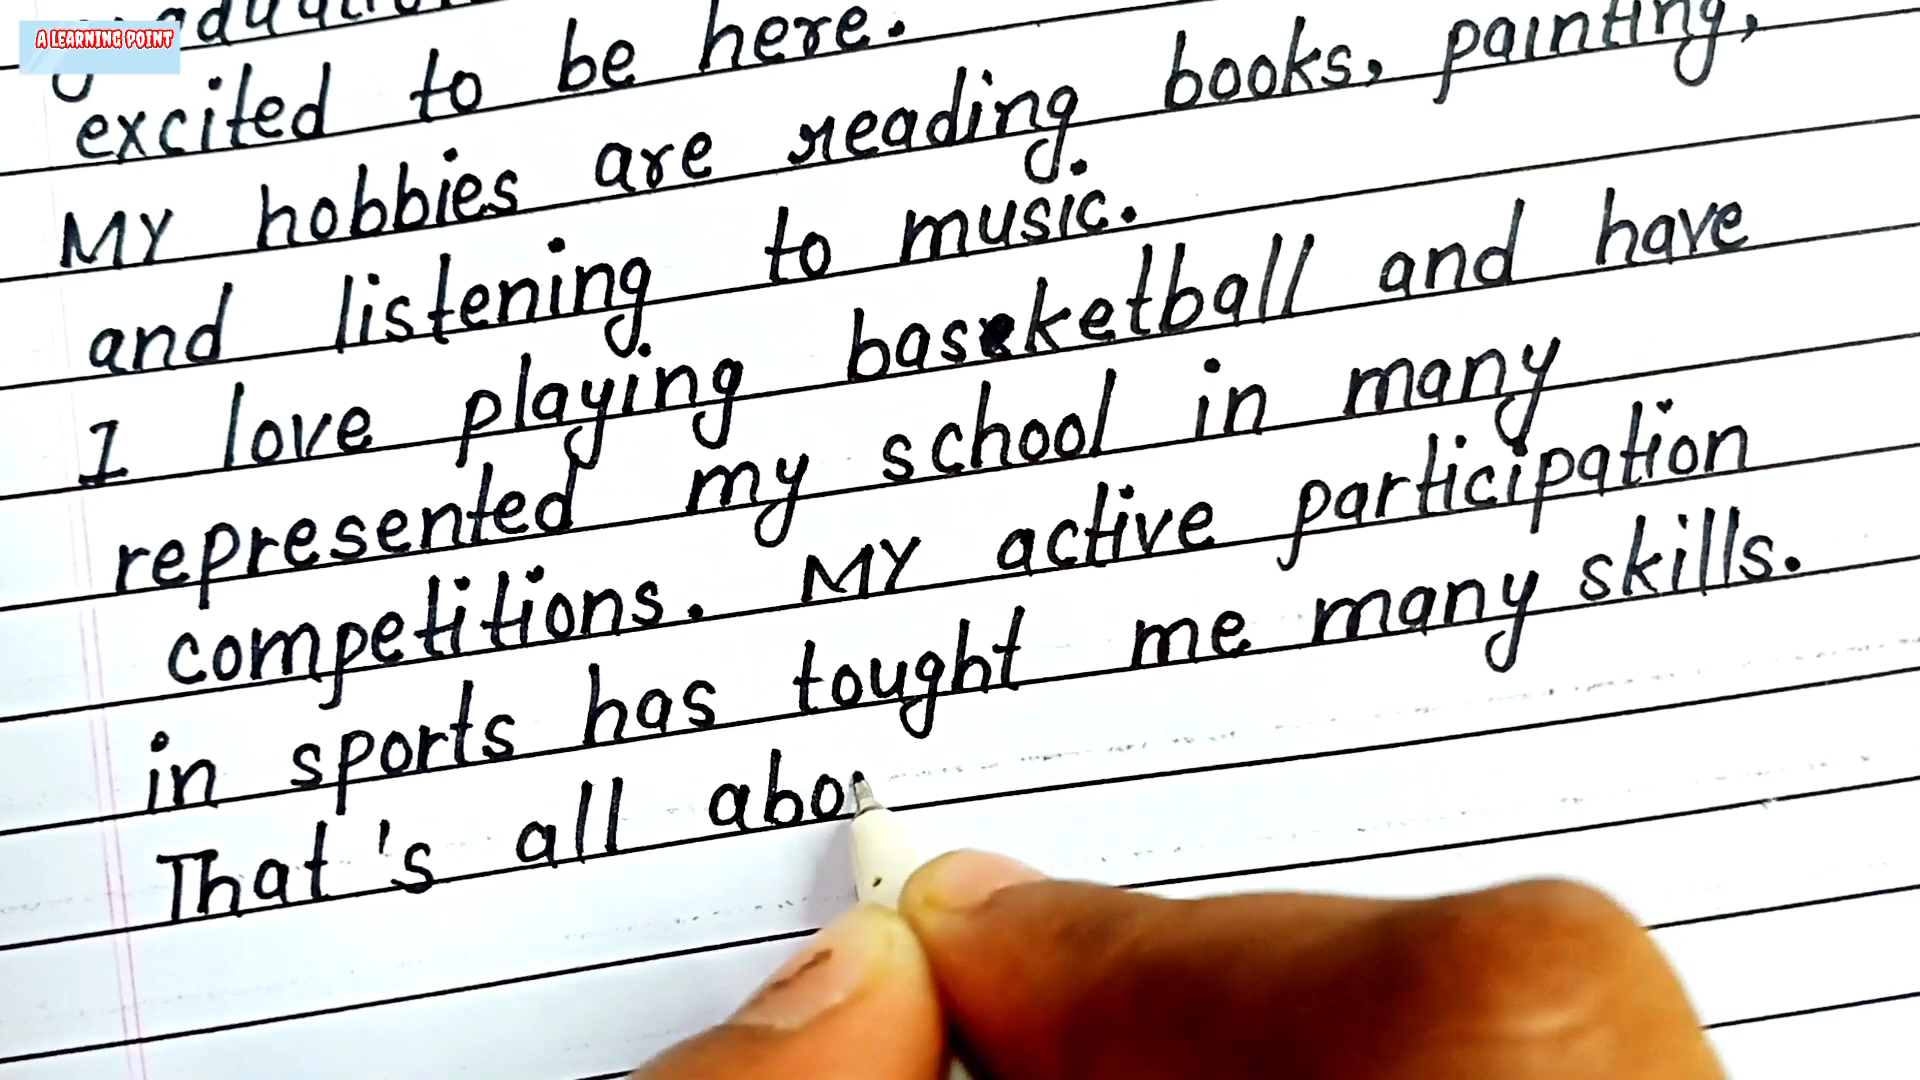 A LEARNING POINT
excited to be here.
MY hobbies are reading books, painting,
and listening to music.
I love playing basketball and have
represented my school in many
competitions. MY active participation
in sports has tought me many skills.
That's all abo